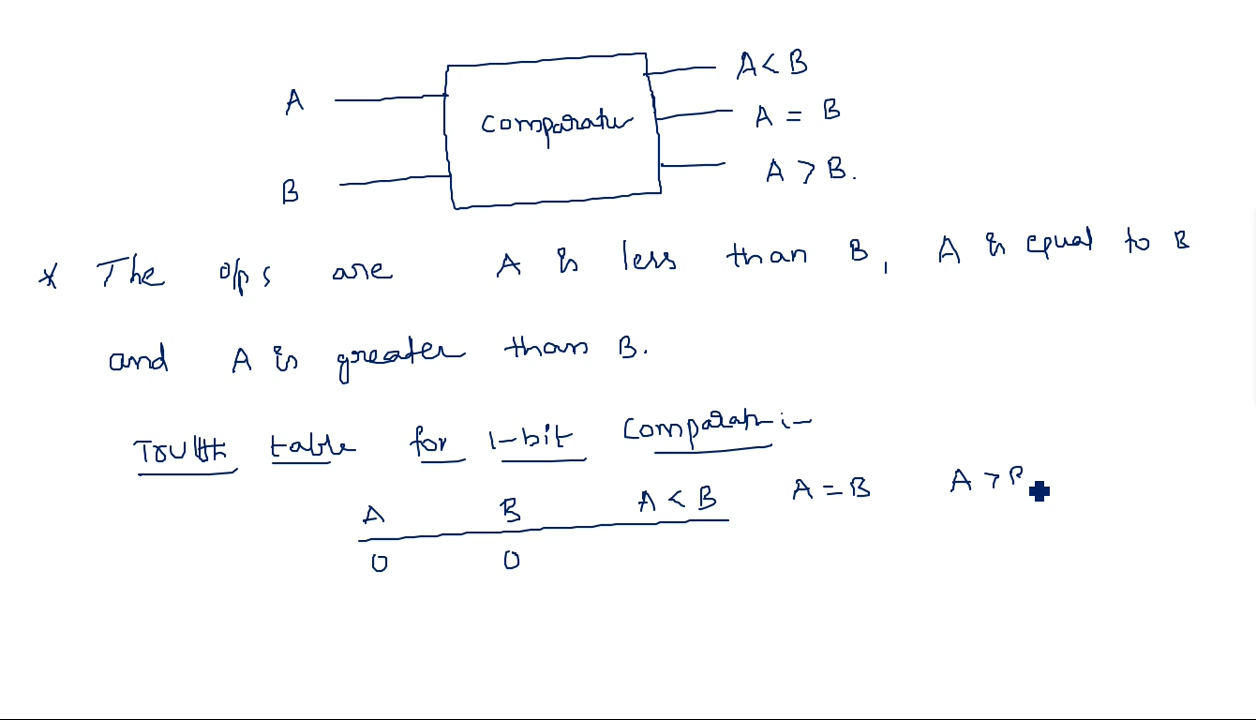 A < B
A
comparator
A = B
A > B.
B
* The o/ps are A is less than B, A is equal to B
and A is greater than B.
Truth table for 1-bit Comparator:-
A B A < B A = B A > B
0 0